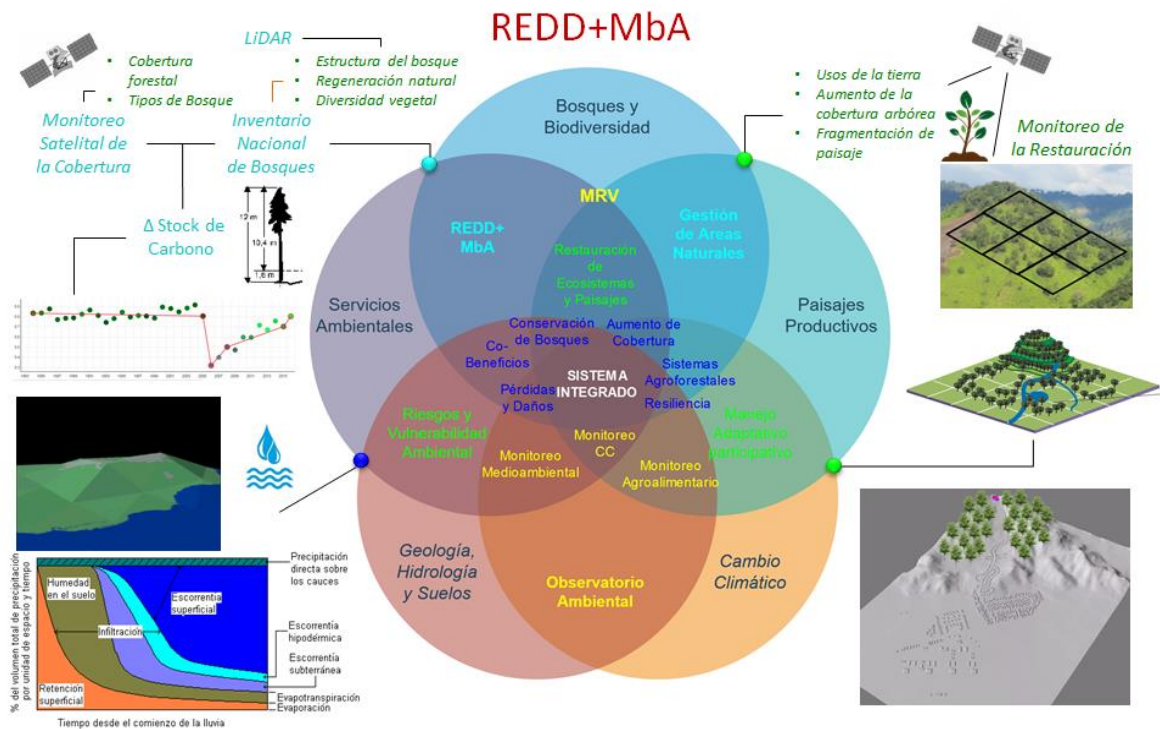 REDD+MbA
LiDAR
• Cobertura
forestal
• Tipos de Bosque
• Estructura del bosque
• Regeneración natural
• Diversidad vegetal
Monitoreo
Satelital de
la Cobertura
Inventario
Nacional
de Bosques
Δ Stock de
Carbono
12 m
10,4 m
1,6 m
• Usos de la tierra
• Aumento de la
cobertura arbórea
• Fragmentación de
paisaje
Monitoreo de
la Restauración
Bosques y
Biodiversidad
MRV
REDD+
MbA
Gestión
de Areas
Naturales
Restauración
de
Ecosistemas
y Paisajes
Servicios
Ambientales
Paisajes
Productivos
Conservación
de Bosques
Aumento de
Cobertura
Co-
Beneficios
Sistemas
Agroforestales
SISTEMA
INTEGRADO
Pérdidas
y Daños
Resiliencia
Riesgos y
Vulnerabilidad
Ambiental
Manejo
Adaptativo
participativo
Monitoreo
CC
Monitoreo
Medioambiental
Monitoreo
Agroalimentario
Geología,
Hidrología
y Suelos
Cambio
Climático
Observatorio
Ambiental
% del volumen total de precipitación
por unidad de espacio y tiempo
Humedad
en el suelo
Infiltración
Retención
superficial
Escorrentia
superficial
Precipitación
directa sobre
los cauces
Escorrentía
hipodérmica
Escorrentía
subterránea
Evapotranspiración
Evaporación
Tiempo desde el comienzo de la lluvia